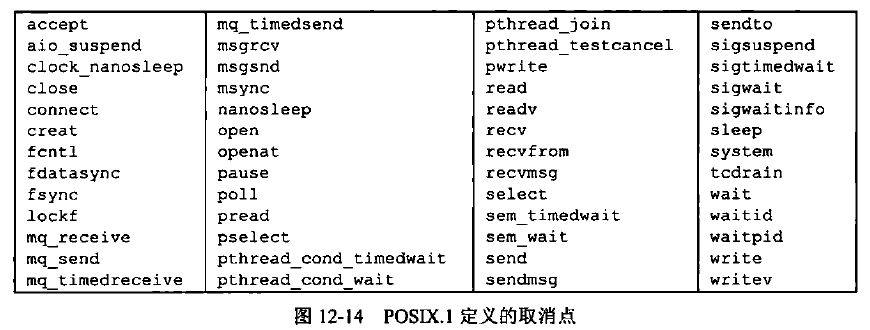 accept mq_timedsend pthread_join sendto
aio_suspend msgrcv pthread_testcancel sigsuspend
clock_nanosleep msgsnd pwrite sigtimedwait
close msync read sigwait
connect nanosleep readv sigwaitinfo
creat open recv sleep
fcntl openat recvfrom system
fdatasync pause recvmsg tcdrain
fsync poll select wait
lockf pread sem_timedwait waitid
mq_receive pselect sem_wait waitpid
mq_send pthread_cond_timedwait send write
mq_timedreceive pthread_cond_wait sendmsg writev
图 12-14 POSIX.1 定义的取消点